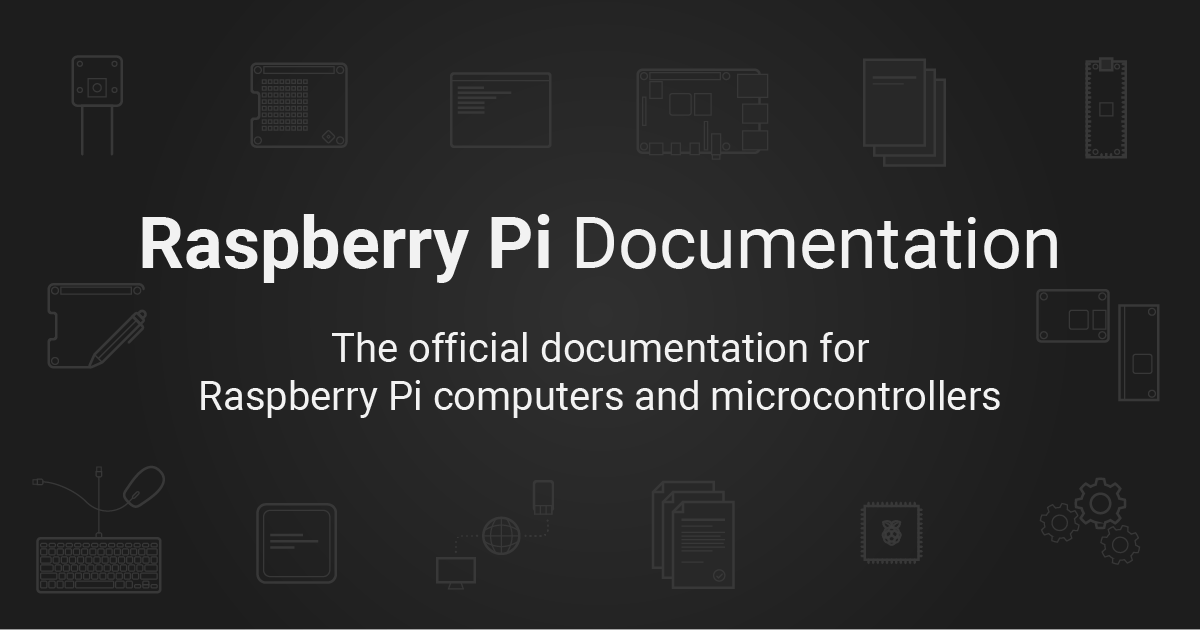 Raspberry Pi Documentation
The official documentation for
Raspberry Pi computers and microcontrollers